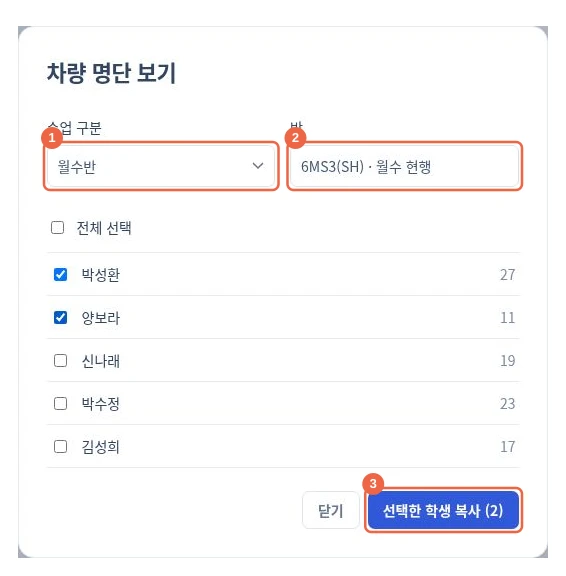 차량 명단 보기
수업 구분
반
1
2
월수반
6MS3(SH) · 월수 현행
전체 선택
박성환 27
양보라 11
신나래 19
박수정 23
김성희 17
3
닫기
선택한 학생 복사 (2)